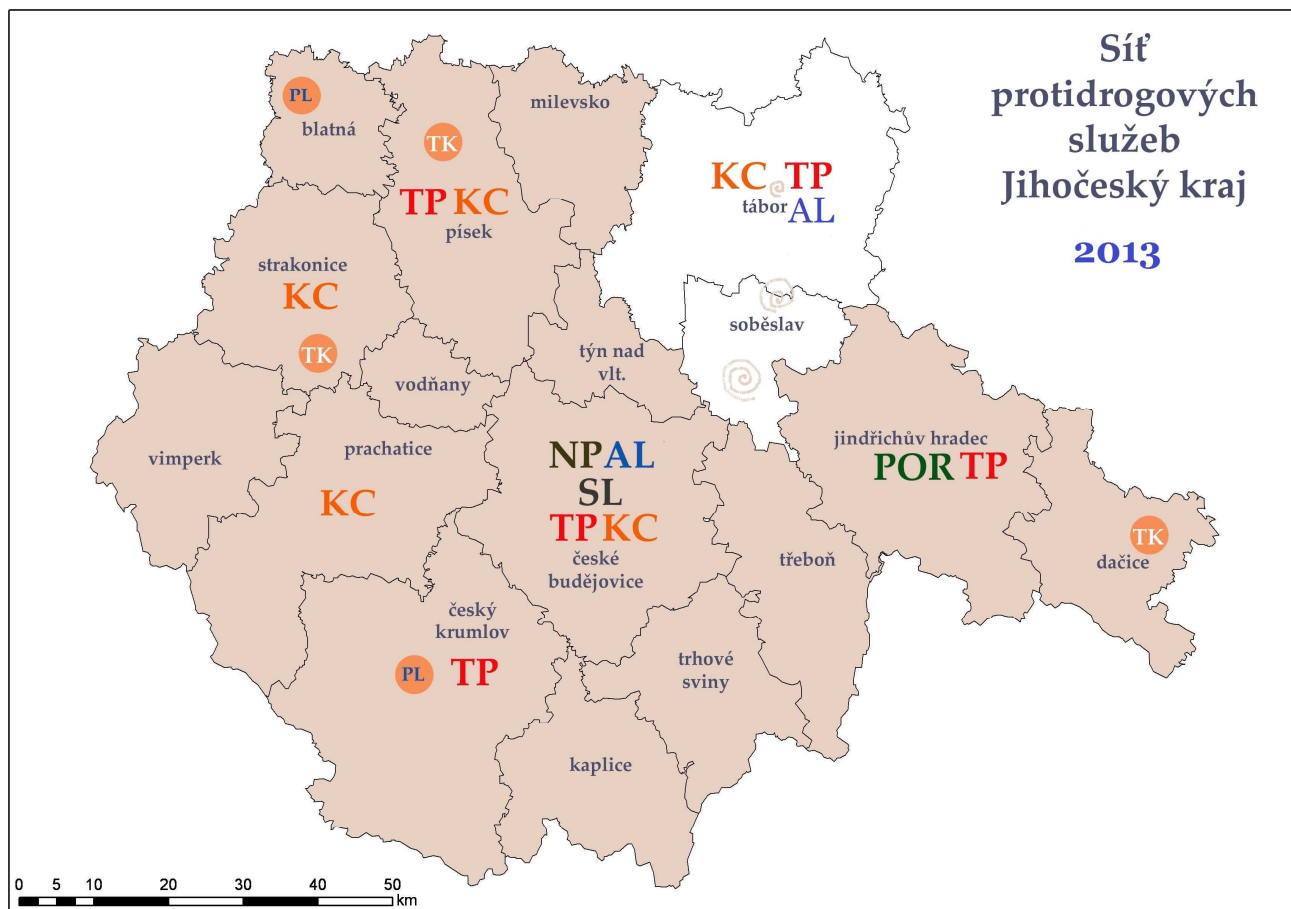 Síť
protidrogových
služeb
Jihočeský kraj
2013
PL
blatná
TK
TP KC
písek
milevsko
KC TP
tábor AL
strakonice
KC
TK
soběslav
vodňany
týn nad
vlt.
vimperk
prachatice
KC
NP AL
SL
TP KC
české
budějovice
jindřichův hradec
POR TP
třeboň
TK
dačice
český
krumlov
PL TP
trhové
sviny
kaplice
0 5 10 20 30 40 50
km